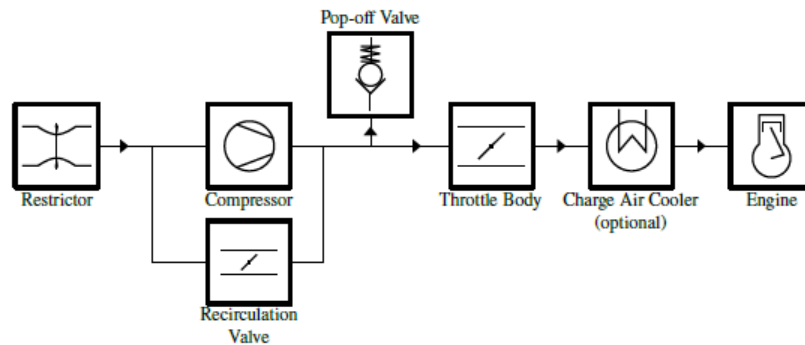 Pop-off Valve
Restrictor
Compressor
Throttle Body
Charge Air Cooler
(optional)
Engine
Recirculation
Valve